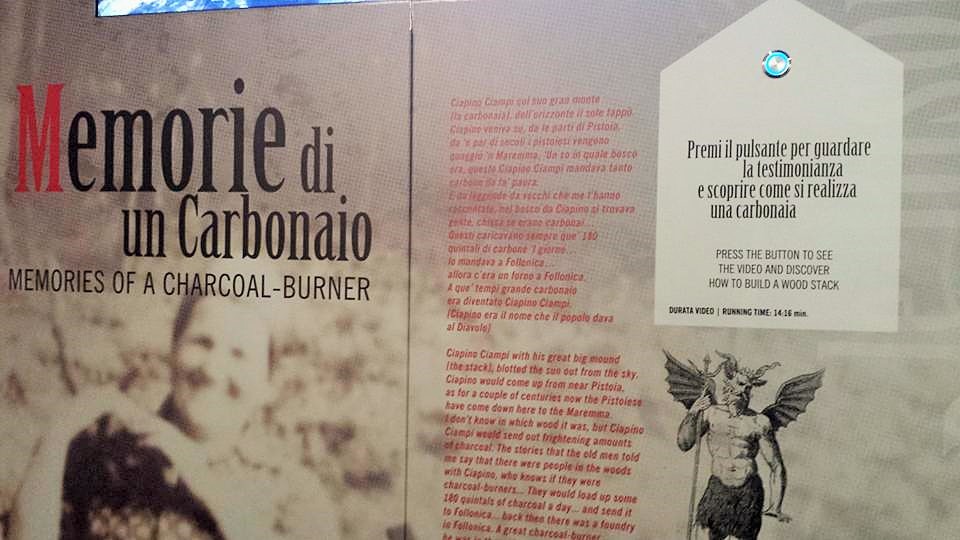 Memorie di
un Carbonaio
MEMORIES OF A CHARCOAL-BURNER
Ciapino Ciampi col suo gran monte
(la carbonaia), dell'orizzonte il sole tappò.
Ciapino veniva su, da le parti di Pistoia,
da 'n par di secoli i pistoiesi vengono
quaggiù 'n Maremma. 'Un so in quale bosco
era, questo Ciapino Ciampi mandava tanto
carbone da fa' paura.
E da leggende da vecchi che me l'hanno
raccontate, nel bosco da Ciapino si trovava
gente, chissà se erano carbonai...
Questi caricavano sempre que' 180
quintali di carbone 'l giorno...
lo mandava a Follonica...
allora c'era un forno a Follonica.
A que' tempi grande carbonaio
era diventato Ciapino Ciampi.
(Ciapino era il nome che il popolo dava
al Diavolo)
Ciapino Ciampi with his great big mound
(the stack), blotted the sun out from the sky.
Ciapino would come up from near Pistoia,
as for a couple of centuries now the Pistoiese
have come down here to the Maremma.
I don't know in which wood it was, but Ciapino
Ciampi would send out frightening amounts
of charcoal. The stories that the old men told
me say that there were people in the woods
with Ciapino, who knows if they were
charcoal-burners... They would load up some
180 quintals of charcoal a day... and send it
to Follonica... back then there was a foundry
in Follonica. A great charcoal-burner
he was in
Premi il pulsante per guardare
la testimonianza
e scoprire come si realizza
una carbonaia
PRESS THE BUTTON TO SEE
THE VIDEO AND DISCOVER
HOW TO BUILD A WOOD STACK
DURATA VIDEO | RUNNING TIME: 14:16 min.